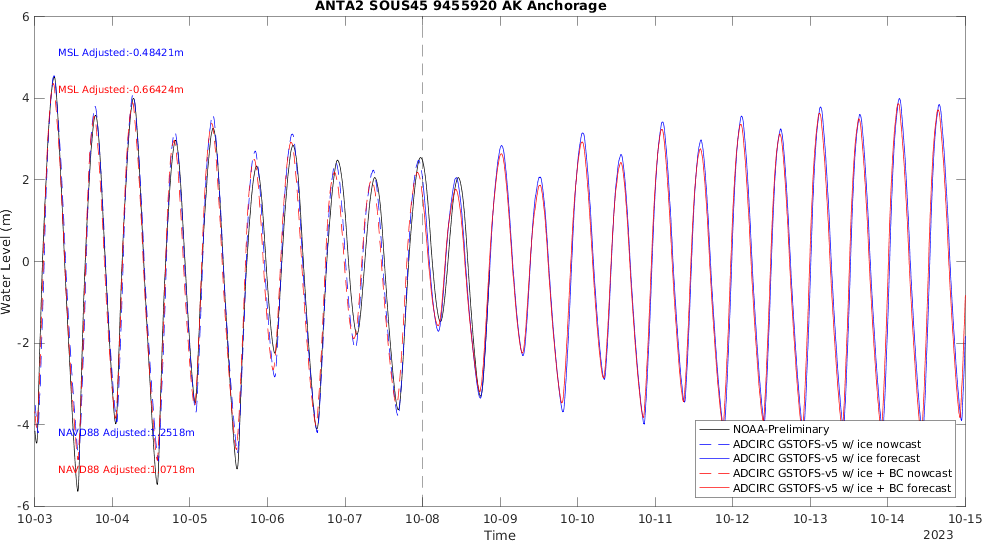 ANTA2 SOUS45 9455920 AK Anchorage
6
4
2
0
-2
-4
-6
Water Level (m)
MSL Adjusted:-0.48421m
MSL Adjusted:-0.66424m
NAVD88 Adjusted:1.2518m
NAVD88 Adjusted:1.0718m
NOAA-Preliminary
ADCIRC GSTOFS-v5 w/ ice nowcast
ADCIRC GSTOFS-v5 w/ ice forecast
ADCIRC GSTOFS-v5 w/ ice + BC nowcast
ADCIRC GSTOFS-v5 w/ ice + BC forecast
10-03 10-04 10-05 10-06 10-07 10-08 10-09 10-10 10-11 10-12 10-13 10-14 10-15
Time
2023